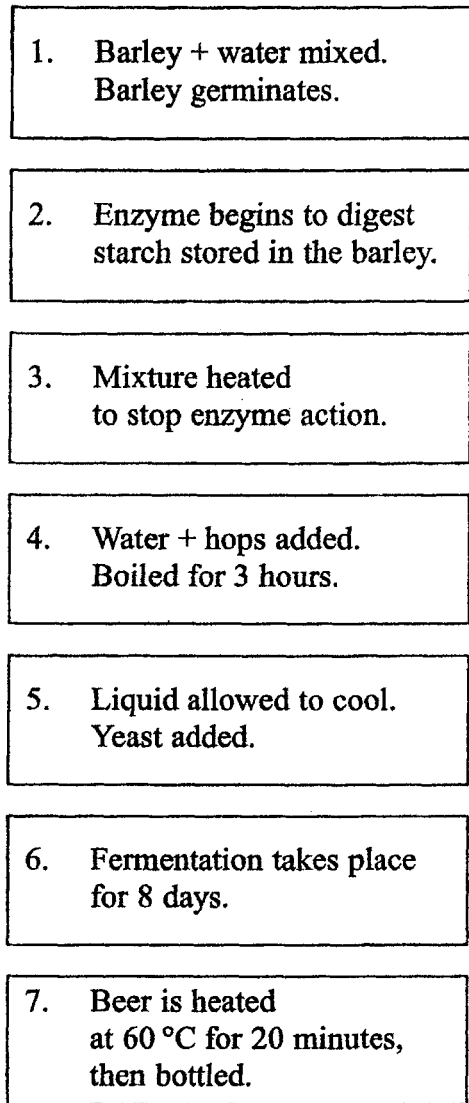 1. Barley + water mixed.
Barley germinates.
2. Enzyme begins to digest
starch stored in the barley.
3. Mixture heated
to stop enzyme action.
4. Water + hops added.
Boiled for 3 hours.
5. Liquid allowed to cool.
Yeast added.
6. Fermentation takes place
for 8 days.
7. Beer is heated
at 60 °C for 20 minutes,
then bottled.